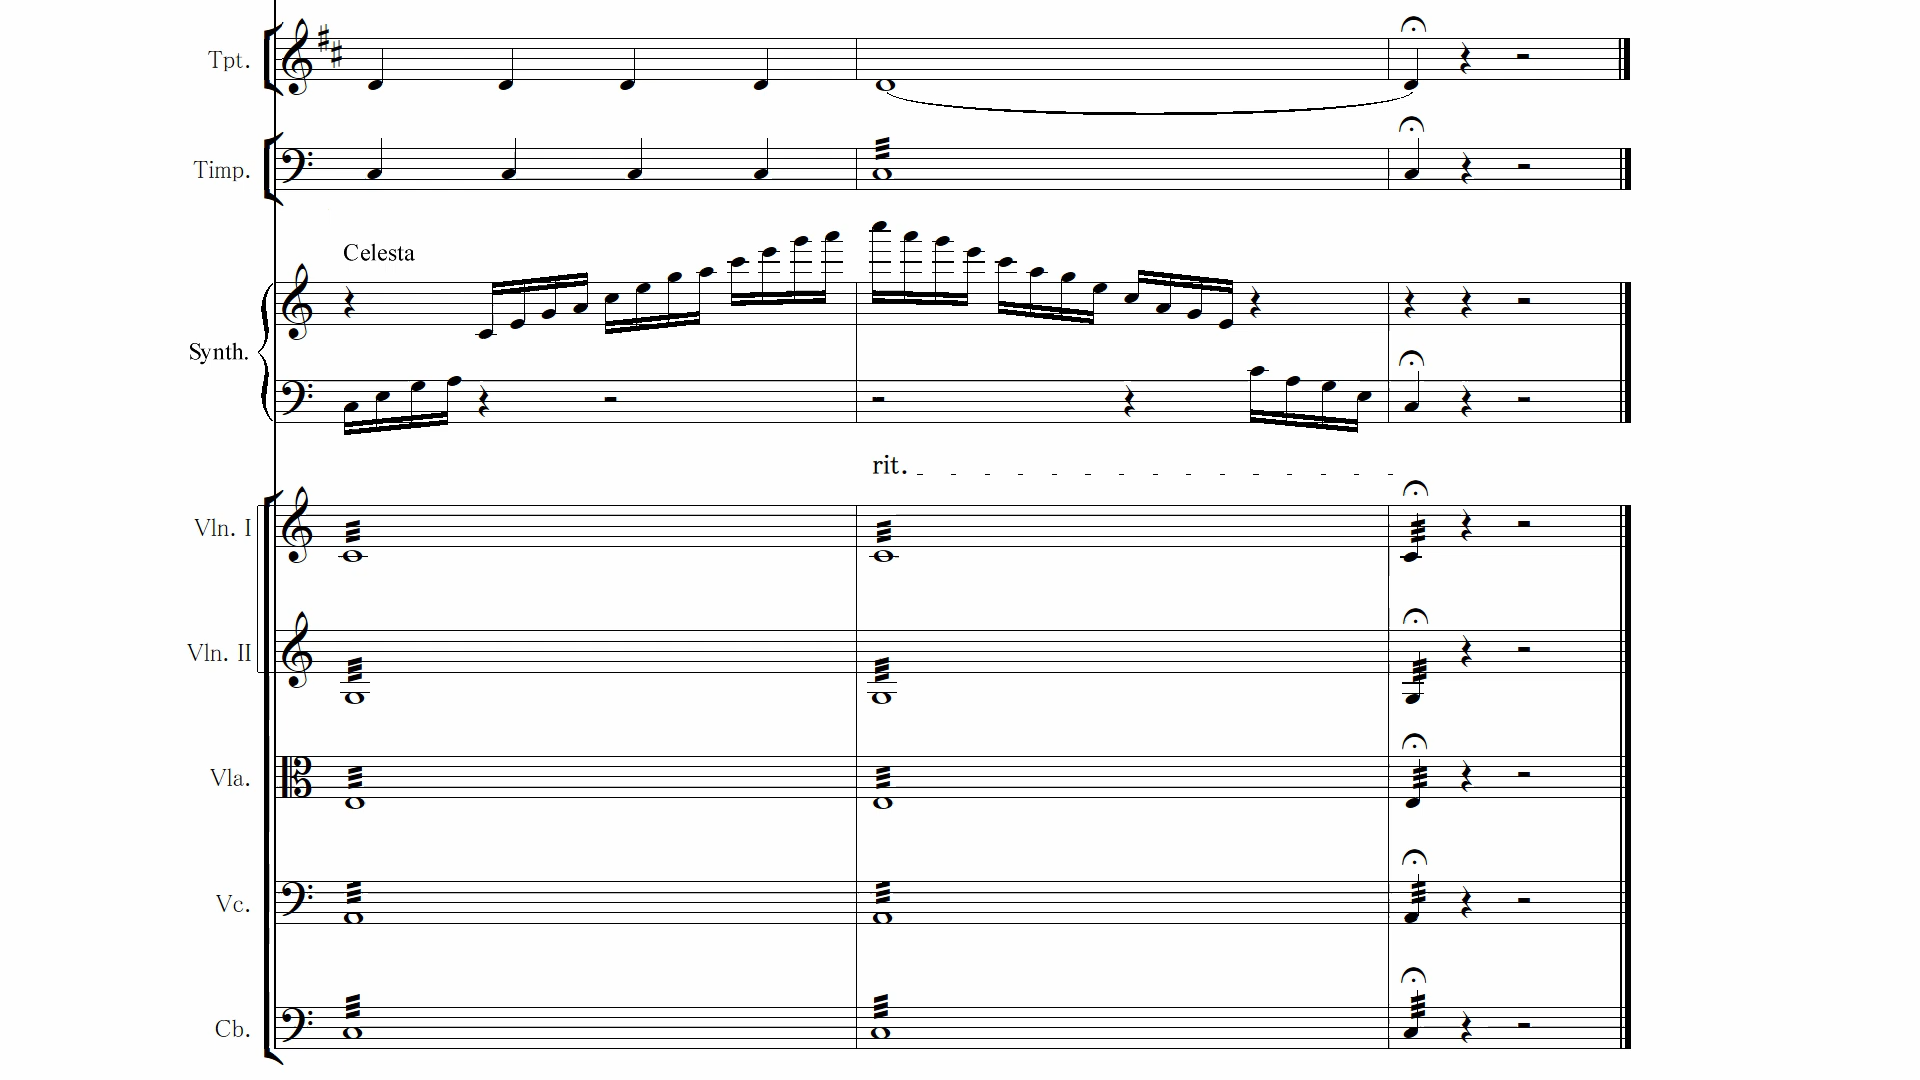 Tpt.
Timp.
Celesta
Synth.
rit.
Vln. I
Vln. II
Vla.
Vc.
Cb.